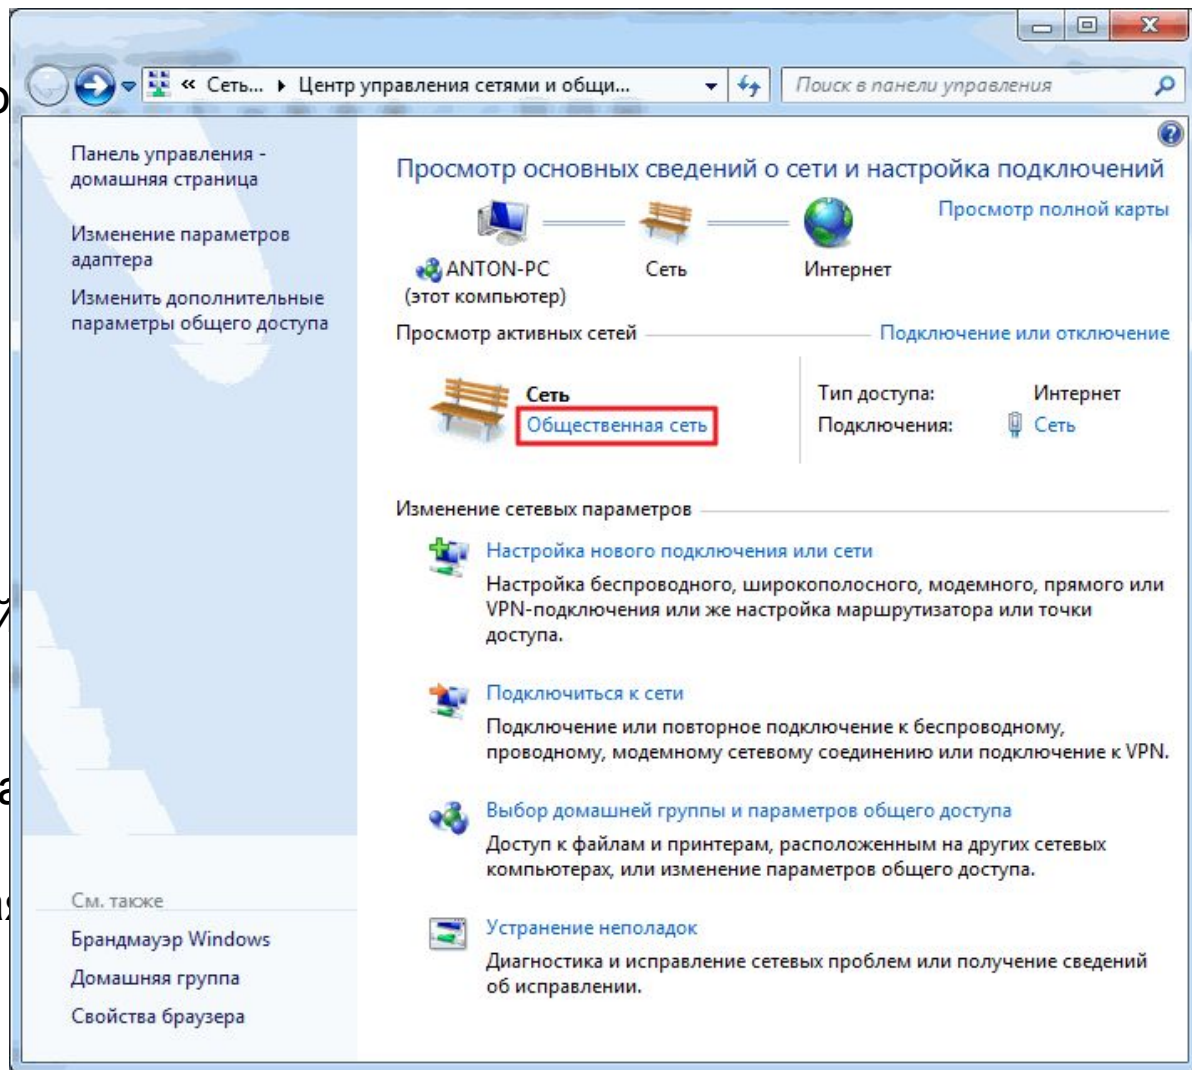 « Сеть... ▸ Центр управления сетями и общи...
Поиск в панели управления
Панель управления -
домашняя страница
Изменение параметров
адаптера
Изменить дополнительные
параметры общего доступа
Просмотр основных сведений о сети и настройка подключений
Просмотр полной карты
ANTON-PC
(этот компьютер)
Сеть
Интернет
Просмотр активных сетей
Подключение или отключение
Сеть
Общественная сеть
Тип доступа: Интернет
Подключения: Сеть
Изменение сетевых параметров
Настройка нового подключения или сети
Настройка беспроводного, широкополосного, модемного, прямого или
VPN-подключения или же настройка маршрутизатора или точки
доступа.
Подключиться к сети
Подключение или повторное подключение к беспроводному,
проводному, модемному сетевому соединению или подключение к VPN.
Выбор домашней группы и параметров общего доступа
Доступ к файлам и принтерам, расположенным на других сетевых
компьютерах, или изменение параметров общего доступа.
Устранение неполадок
Диагностика и исправление сетевых проблем или получение сведений
об исправлении.
См. также
Брандмауэр Windows
Домашняя группа
Свойства браузера